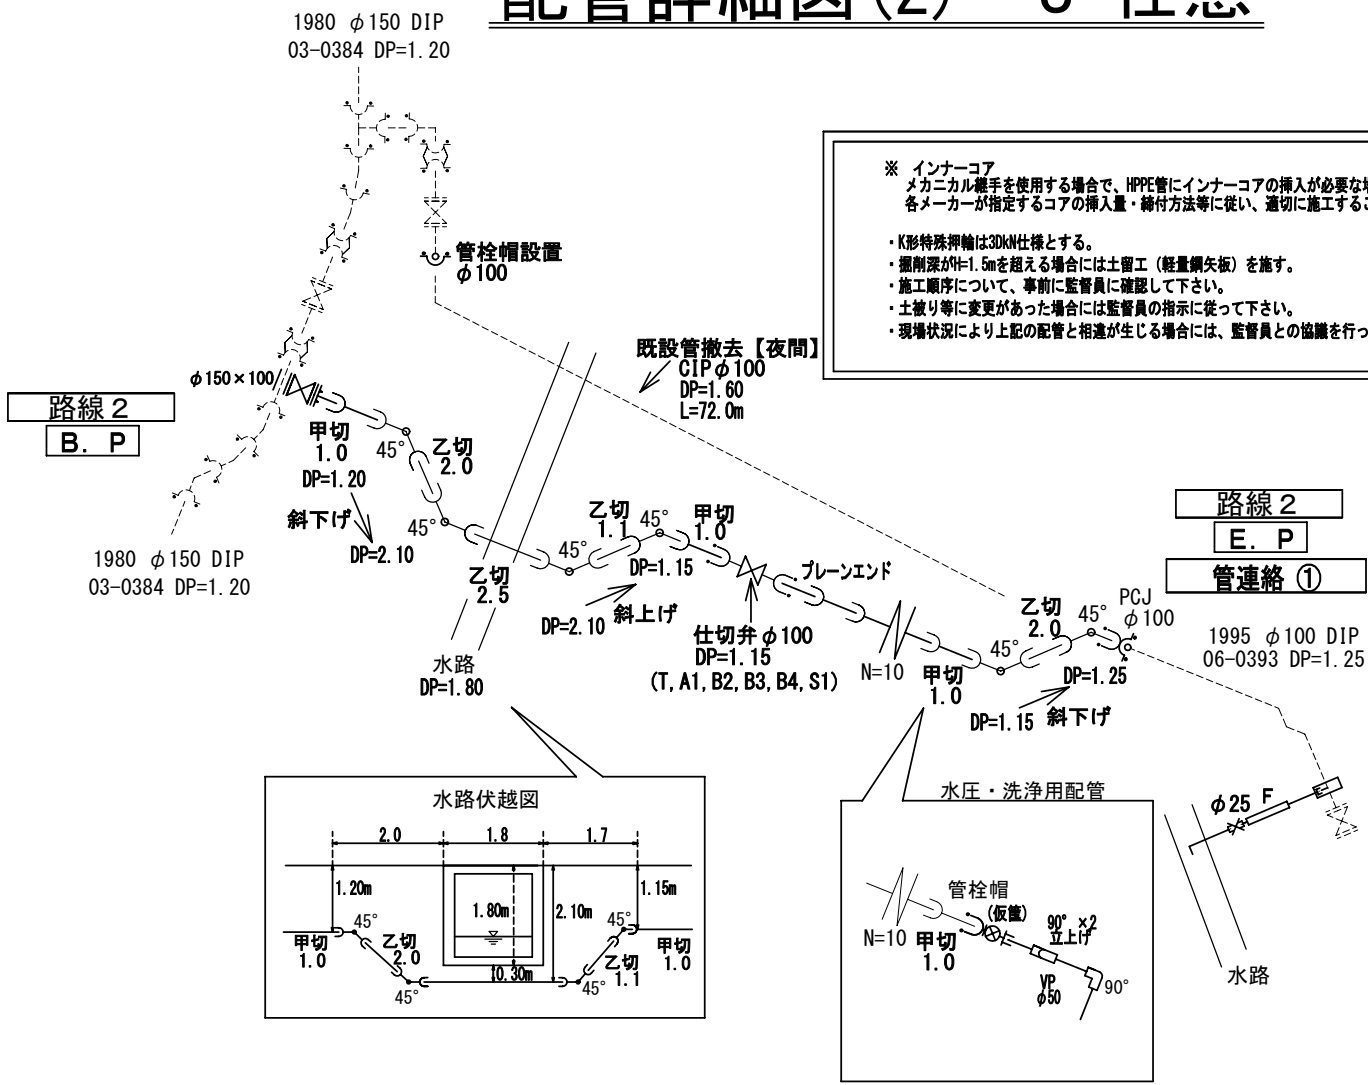 配管詳細図(2) S=任意
1980 φ150 DIP
03-0384 DP=1.20
※ インナーコア
メカニカル継手を使用する場合で、HPPE管にインナーコアの挿入が必要な場
各メーカーが指定するコアの挿入量・締付方法等に従い、適切に施工するこ
・K形特殊押輪は3DkN仕様とする。
・掘削深がH=1.5mを超える場合には土留工（軽量鋼矢板）を施す。
・施工順序について、事前に監督員に確認して下さい。
・土被り等に変更があった場合には監督員の指示に従って下さい。
・現場状況により上記の配管と相違が生じる場合には、監督員との協議を行っ
管栓帽設置
φ100
既設管撤去【夜間】
CIPφ100
DP=1.60
L=72.0m
φ150×100
路線２
B. P
甲切
1.0
DP=1.20
45°
乙切
2.0
斜下げ
DP=2.10
45°
1980 φ150 DIP
03-0384 DP=1.20
乙切
2.5
45°
乙切
1.1
45°
甲切
1.0
DP=1.15
DP=2.10
斜上げ
プレーンエンド
仕切弁φ100
DP=1.15
(T, A1, B2, B3, B4, S1)
水路
DP=1.80
N=10
甲切
1.0
45°
乙切
2.0
45°
PCJ
φ100
DP=1.25
DP=1.15
斜下げ
路線２
E. P
管連絡 ①
1995 φ100 DIP
06-0393 DP=1.25
φ25
F
水路
水路伏越図
2.0
1.8
1.7
1.20m
1.80m
2.10m
1.15m
45°
甲切
1.0
乙切
2.0
45°
0.30m
45°
乙切
1.1
45°
甲切
1.0
水圧・洗浄用配管
管栓帽
(仮筐)
N=10
甲切
1.0
90° ×2
立上げ
VP
φ50
90°